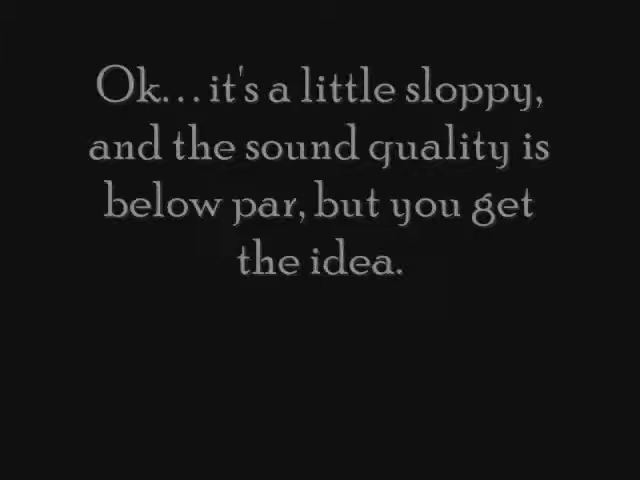 Ok...it's a little sloppy,
and the sound quality is
below par, but you get
the idea.